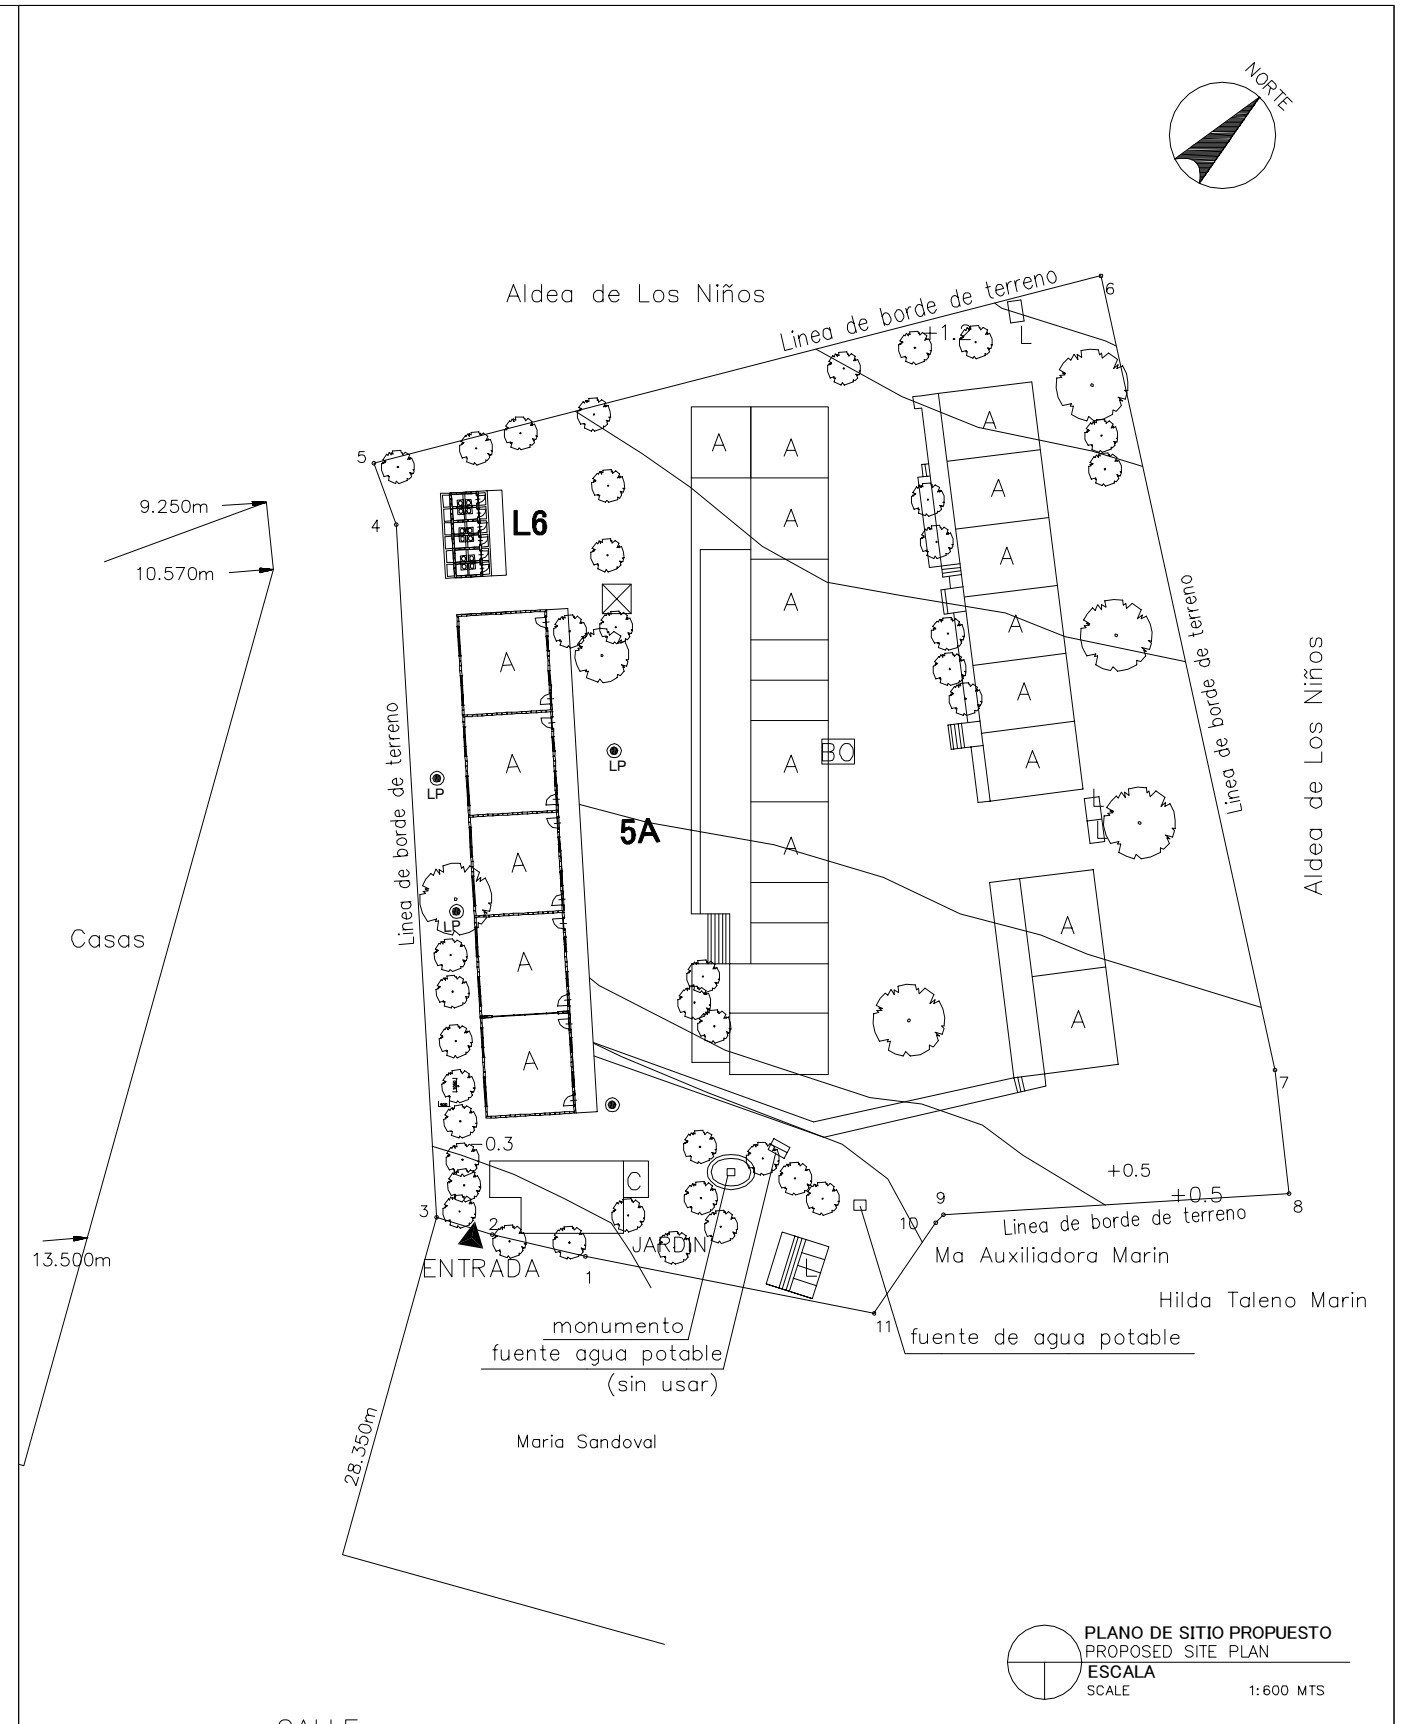 NORTE
Aldea de Los Niños
Linea de borde de terreno
6
+1.2
L
A
A
A
5
A
A
9.250m
L6
4
A
A
10.570m
A
A
A
A
LP
BO
A
A
LP
A
Linea de borde de terreno
Linea de borde de terreno
Aldea de Los Niños
5A
A
A
L
L
A
LP
A
Casas
A
A
A
7
-0.3
C
+0.5
+0.5
3
2
9
10
8
Linea de borde de terreno
JARDIN
13.500m
ENTRADA
1
L
Ma Auxiliadora Marin
Hilda Taleno Marin
11
monumento
fuente de agua potable
fuente agua potable
(sin usar)
28.350m
Maria Sandoval
PLANO DE SITIO PROPUESTO
PROPOSED SITE PLAN
ESCALA
SCALE
1:600 MTS
CALLE